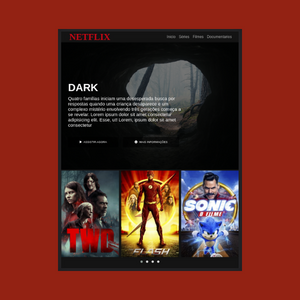 NETFLIX
Início Séries Filmes Documentários
DARK
Quatro famílias iniciam uma desesperada busca por
respostas quando uma criança desaparece e um
complexo mistério envolvendo três gerações começa a
se revelar. Lorem ipsum dolor sit amet consectetur
adipisicing elit. Esse, ut! Lorem, ipsum dolor sit amet
consectetur
ASSISTIR AGORA
MAIS INFORMAÇÕES
TWD
FLASH
SONIC
O FILME